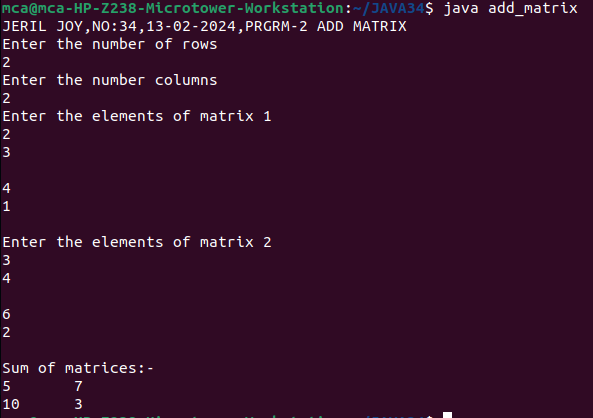 mca@mca-HP-Z238-Microtower-Workstation:~/JAVA34$ java add_matrix
JERIL JOY,NO:34,13-02-2024,PRGRM-2 ADD MATRIX
Enter the number of rows
2
Enter the number columns
2
Enter the elements of matrix 1
2
3
4
1
Enter the elements of matrix 2
3
4
6
2
Sum of matrices:-
5 7
10 3